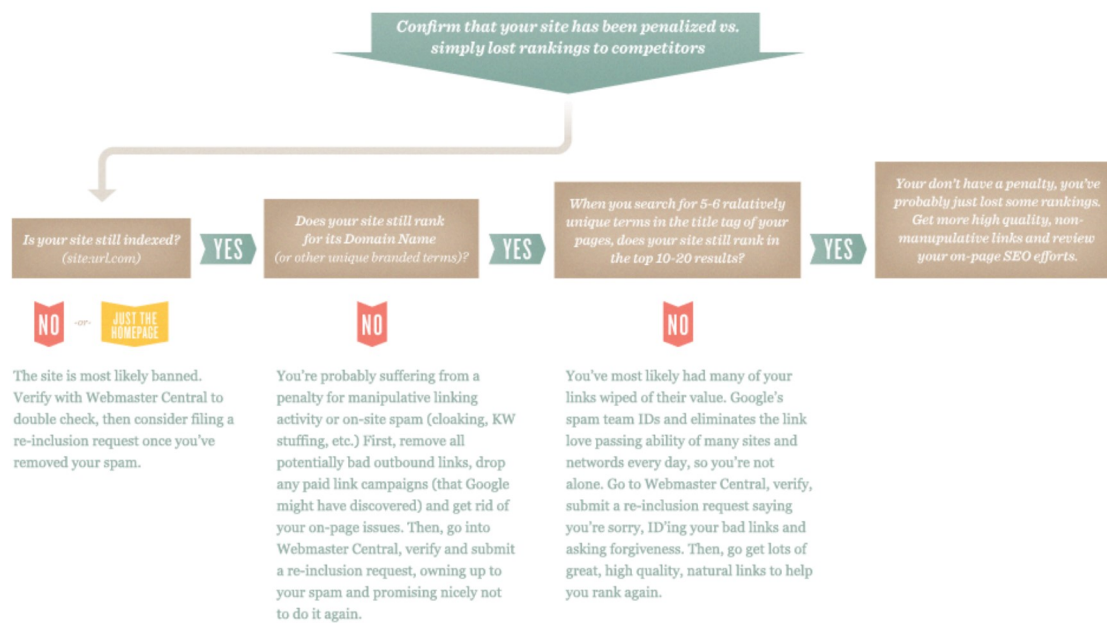 Confirm that your site has been penalized vs.
simply lost rankings to competitors
Is your site still indexed?
(site:url.com)
YES
Does your site still rank
for its Domain Name
(or other unique branded terms)?
YES
When you search for 5-6 ralatively
unique terms in the title tag of your
pages, does your site still rank in
the top 10-20 results?
YES
Your don't have a penalty, you've
probably just lost some rankings.
Get more high quality, non-
manupulative links and review
your on-page SEO efforts.
NO
-or-
JUST THE
HOMEPAGE
The site is most likely banned.
Verify with Webmaster Central to
double check, then consider filing a
re-inclusion request once you've
removed your spam.
NO
You're probably suffering from a
penalty for manipulative linking
activity or on-site spam (cloaking, KW
stuffing, etc.) First, remove all
potentially bad outbound links, drop
any paid link campaigns (that Google
might have discovered) and get rid of
your on-page issues. Then, go into
Webmaster Central, verify and submit
a re-inclusion request, owning up to
your spam and promising nicely not
to do it again.
NO
You've most likely had many of your
links wiped of their value. Google's
spam team IDs and eliminates the link
love passing ability of many sites and
networds every day, so you're not
alone. Go to Webmaster Central, verify,
submit a re-inclusion request saying
you're sorry, ID'ing your bad links and
asking forgiveness. Then, go get lots of
great, high quality, natural links to help
you rank again.